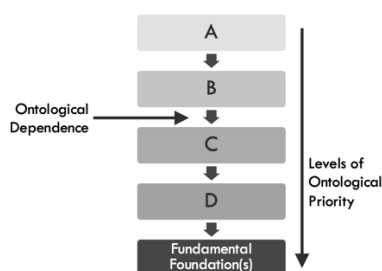 A
B
Ontological
Dependence
C
Levels of
Ontological
Priority
D
Fundamental
Foundation(s)